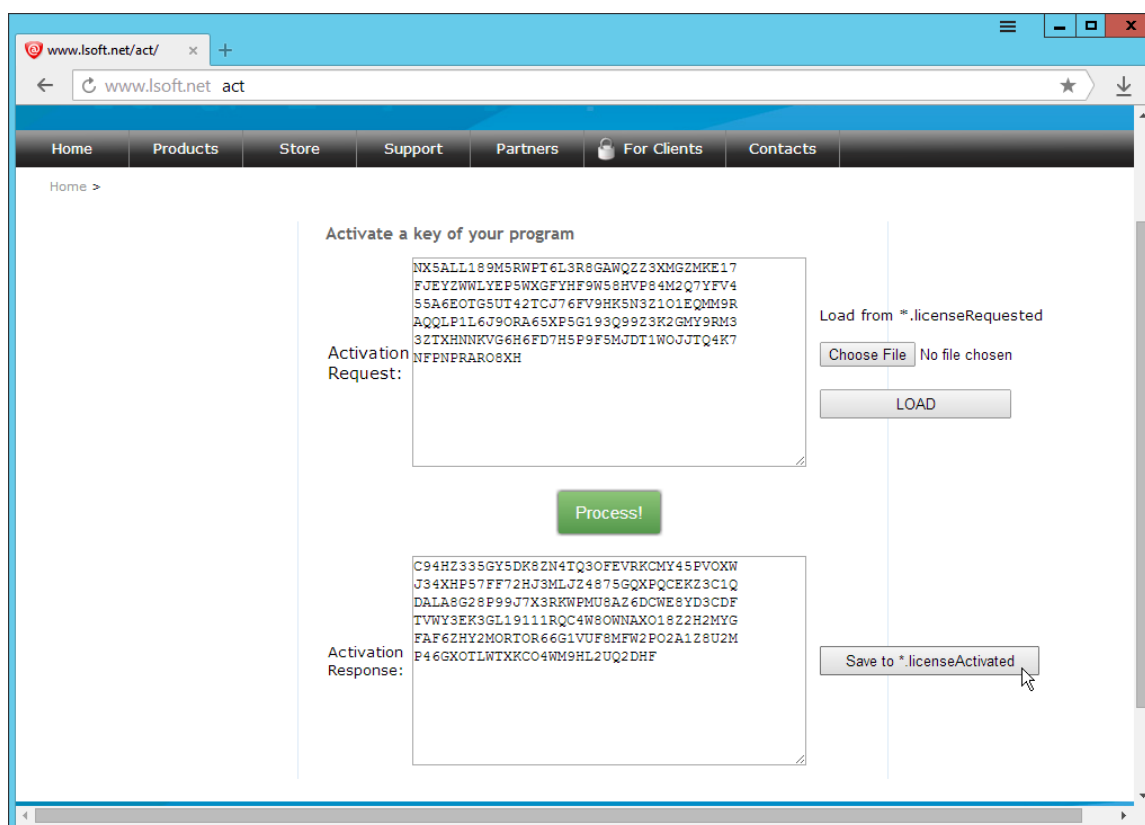 www.lsoft.net/act/
www.lsoft.net act
Home Products Store Support Partners For Clients Contacts
Home >
Activate a key of your program
Activation Request:
NX5ALL189M5RWPT6L3R8GAWQZZ3XMGZMKE17
FJEYZWWLYEP5WXGFYHF9W58HVP84M2Q7YFV4
55A6EOTG5UT42TCJ76FV9HK5N3Z1O1EQMM9R
AQQLP1L6J9ORA65XP5G193Q99Z3K2GMY9RM3
3ZTXHNNKVG6H6FD7H5P9F5MJDT1WOJJTQ4K7
NFPNPRARO8XH
Load from *.licenseRequested
Choose File No file chosen
LOAD
Process!
Activation Response:
C94HZ335GY5DK8ZN4TQ3OFEVRKCMY45PVOXW
J34XHP57FF72HJ3MLJZ4875GQXPQCEKZ3C1Q
DALA8G28P99J7X3RKWPMU8AZ6DCWE8YD3CDF
TVWY3EK3GL19111RQC4W8OWNAXO18Z2H2MYG
FAF6ZHY2MORTOR66G1VUF8MFW2PO2A1Z8U2M
P46GXOTLWTXKCO4WM9HL2UQ2DHF
Save to *.licenseActivated